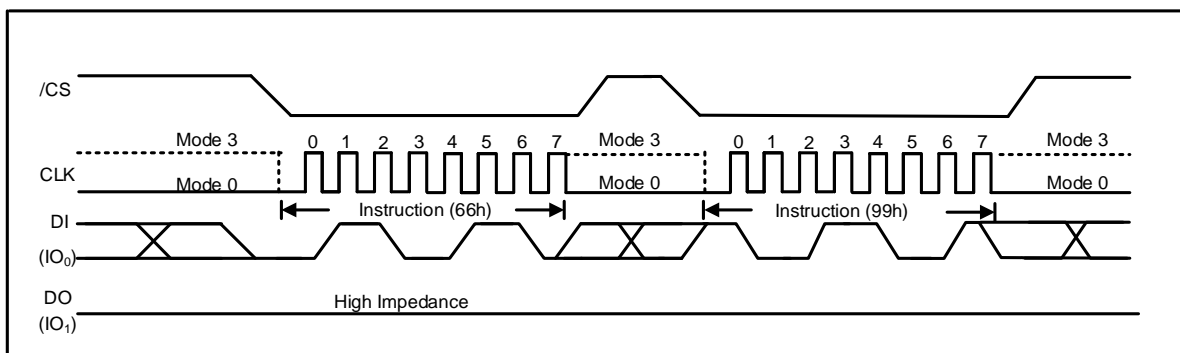 /CS
Mode 3 0 1 2 3 4 5 6 7 Mode 3 0 1 2 3 4 5 6 7 Mode 3
CLK
Mode 0 Mode 0 Mode 0
Instruction (66h) Instruction (99h)
DI
(IO₀)
DO
High Impedance
(IO₁)